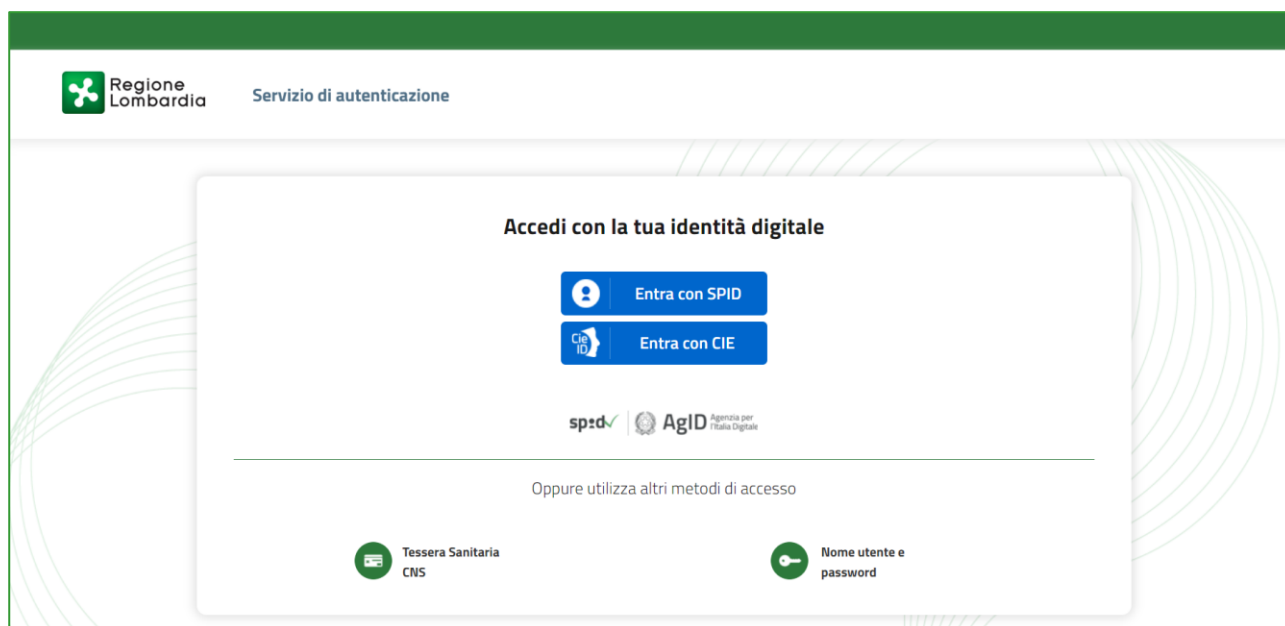 Regione
Lombardia
Servizio di autenticazione
Accedi con la tua identità digitale
Entra con SPID
Cie
ID
Entra con CIE
spid
AgID
Agenzia per
l'Italia Digitale
Oppure utilizza altri metodi di accesso
Tessera Sanitaria
CNS
Nome utente e
password